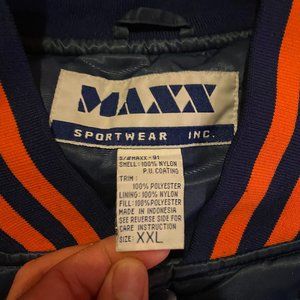 MAXX
SPORTWEAR INC.
S/#MAXX-91
SHELL: 100% NYLON
P.U. COATING
TRIM:
100% POLYESTER
LINING: 100% NYLON
FILL: 100% POLYESTER
MADE IN INDONESIA
SEE REVERSE SIDE FOR
CARE INSTRUCTION
SIZE: XXL